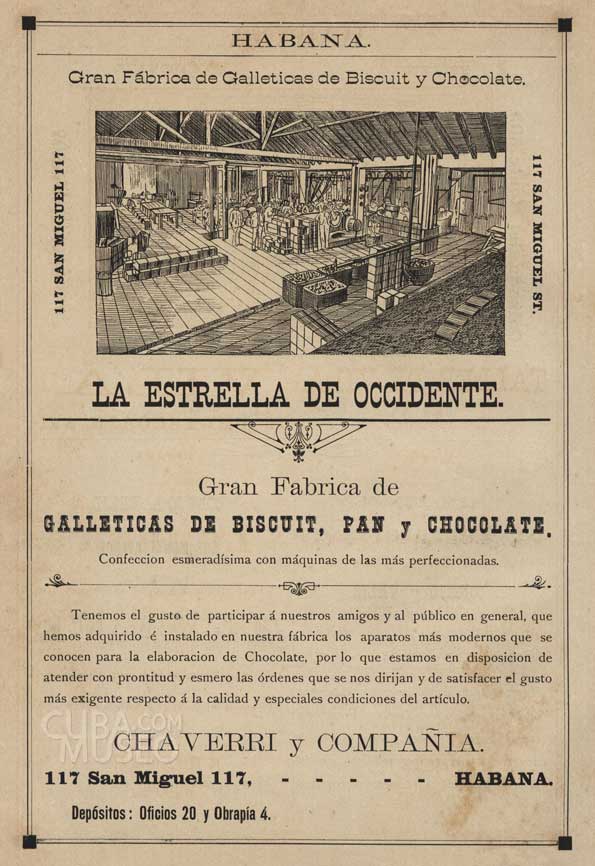 HABANA.
Gran Fábrica de Galleticas de Biscuit y Chocolate.
117 SAN MIGUEL 117
117 SAN MIGUEL ST.
LA ESTRELLA DE OCCIDENTE.
Gran Fabrica de
GALLETICAS DE BISCUIT, PAN y CHOCOLATE.
Confeccion esmeradísima con máquinas de las más perfeccionadas.
Tenemos el gusto de participar á nuestros amigos y al público en general, que
hemos adquirido é instalado en nuestra fábrica los aparatos más modernos que se
conocen para la elaboracion de Chocolate, por lo que estamos en disposicion de
atender con prontitud y esmero las órdenes que se nos dirijan y de satisfacer el gusto
más exigente respecto á la calidad y especiales condiciones del artículo.
CUBA.COM
MUSEO
CHAVERRI y COMPAÑIA.
117 San Miguel 117, - - - - - HABANA.
Depósitos: Oficios 20 y Obrapía 4.